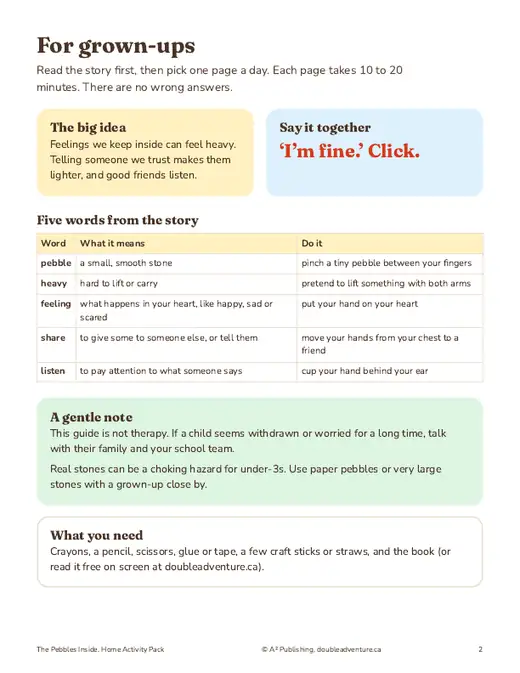 For grown-ups
Read the story first, then pick one page a day. Each page takes 10 to 20
minutes. There are no wrong answers.
The big idea
Feelings we keep inside can feel heavy.
Telling someone we trust makes them
lighter, and good friends listen.
Say it together
‘I’m fine.’ Click.
Five words from the story
Word What it means Do it
pebble a small, smooth stone pinch a tiny pebble between your fingers
heavy hard to lift or carry pretend to lift something with both arms
feeling what happens in your heart, like happy, sad or put your hand on your heart
scared
share to give some to someone else, or tell them move your hands from your chest to a
friend
listen to pay attention to what someone says cup your hand behind your ear
A gentle note
This guide is not therapy. If a child seems withdrawn or worried for a long time, talk
with their family and your school team.
Real stones can be a choking hazard for under-3s. Use paper pebbles or very large
stones with a grown-up close by.
What you need
Crayons, a pencil, scissors, glue or tape, a few craft sticks or straws, and the book (or
read it free on screen at doubleadventure.ca).
The Pebbles Inside. Home Activity Pack © A² Publishing, doubleadventure.ca 2